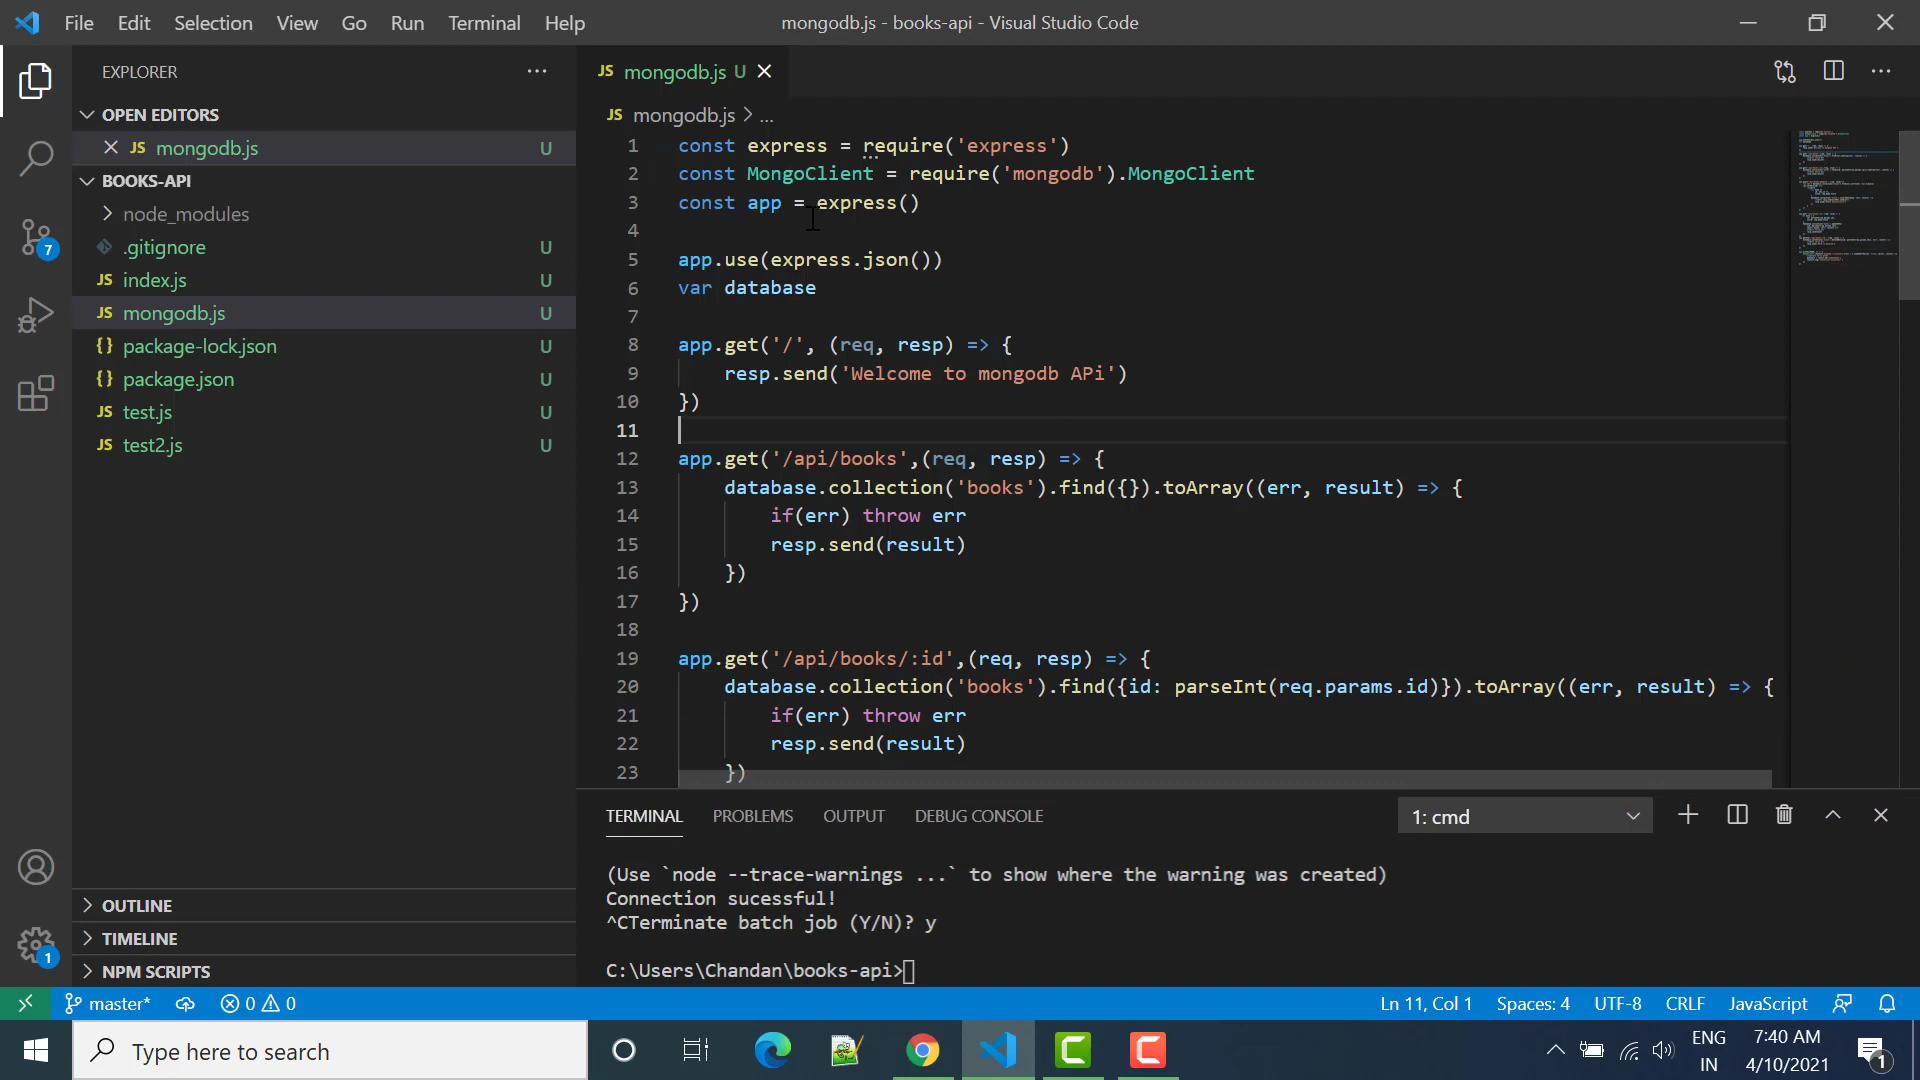 File Edit Selection View Go Run Terminal Help
mongodb.js - books-api - Visual Studio Code
EXPLORER
OPEN EDITORS
JS mongodb.js U
BOOKS-API
node_modules
.gitignore U
JS index.js U
JS mongodb.js U
{} package-lock.json U
{} package.json U
JS test.js U
JS test2.js U
OUTLINE
TIMELINE
NPM SCRIPTS
7
1
JS mongodb.js U
JS mongodb.js > ...
1 const express = require('express')
2 const MongoClient = require('mongodb').MongoClient
3 const app = express()
4
5 app.use(express.json())
6 var database
7
8 app.get('/', (req, resp) => {
9 resp.send('Welcome to mongodb APi')
10 })
11
12 app.get('/api/books',(req, resp) => {
13 database.collection('books').find({}).toArray((err, result) => {
14 if(err) throw err
15 resp.send(result)
16 })
17 })
18
19 app.get('/api/books/:id',(req, resp) => {
20 database.collection('books').find({id: parseInt(req.params.id)}).toArray((err, result) => {
21 if(err) throw err
22 resp.send(result)
23 })
TERMINAL PROBLEMS OUTPUT DEBUG CONSOLE
1: cmd
(Use `node --trace-warnings ...` to show where the warning was created)
Connection sucessful!
^CTerminate batch job (Y/N)? y
C:\Users\Chandan\books-api>
master* 0 0
Ln 11, Col 1 Spaces: 4 UTF-8 CRLF JavaScript
Type here to search
ENG
IN
7:40 AM
4/10/2021
1